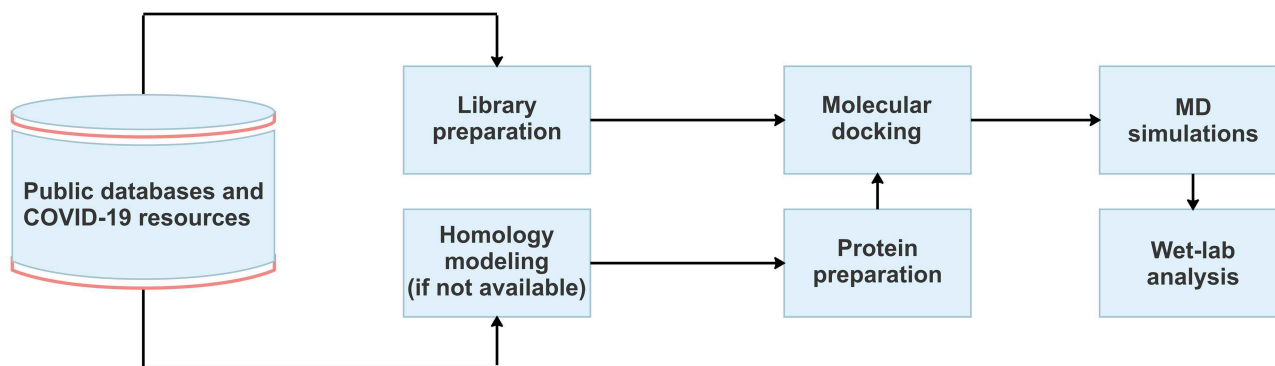 Public databases and
COVID-19 resources
Library
preparation
Homology
modeling
(if not available)
Molecular
docking
Protein
preparation
MD
simulations
Wet-lab
analysis